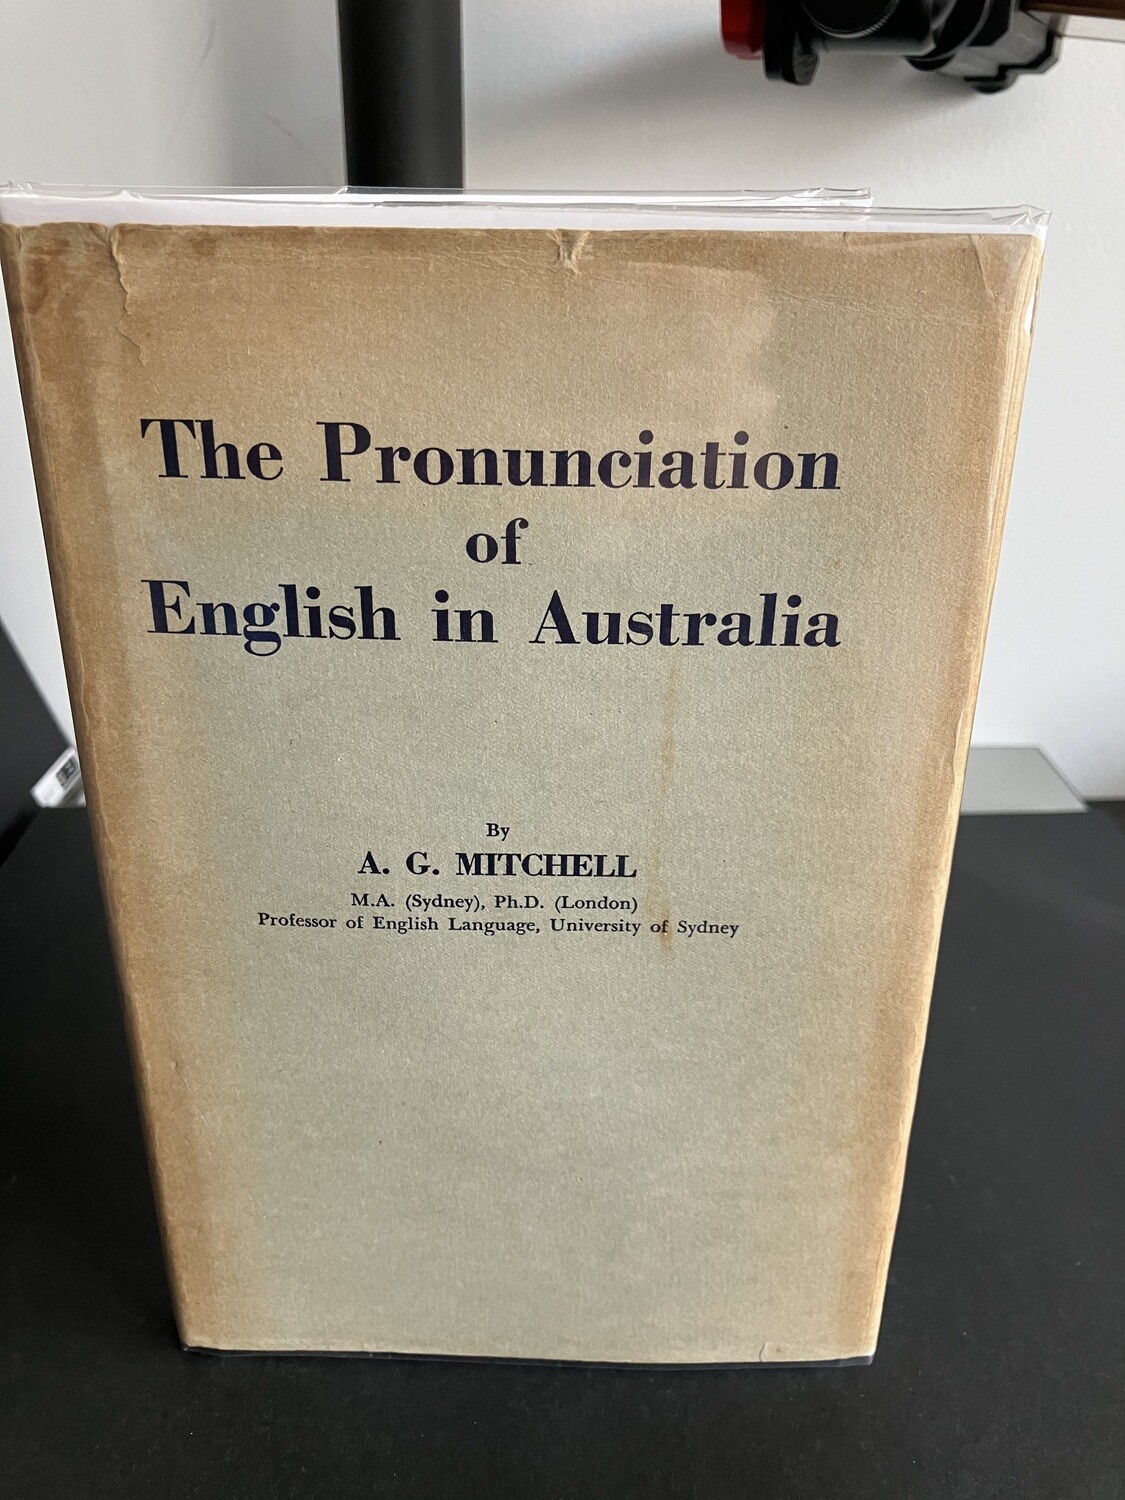 The Pronunciation
of
English in Australia
By
A. G. MITCHELL
M.A. (Sydney), Ph.D. (London)
Professor of English Language, University of Sydney